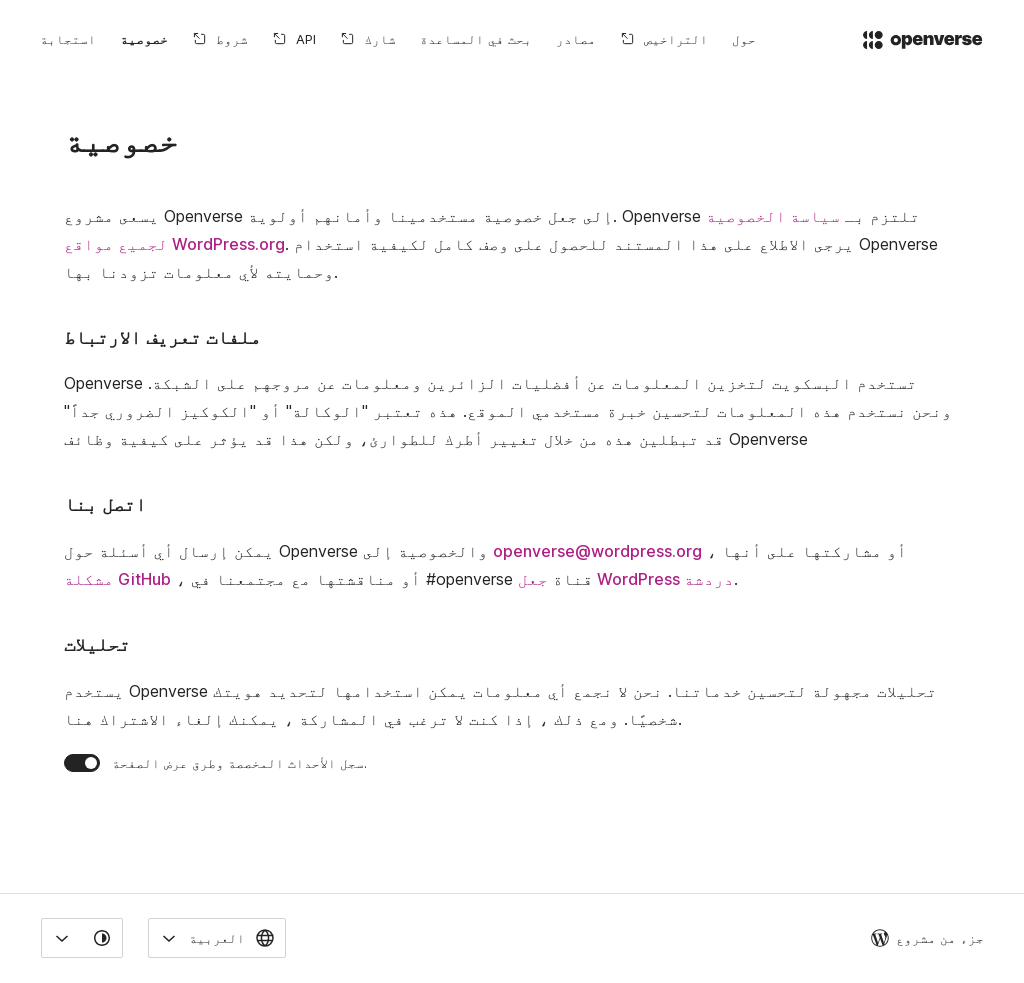 openverse
حول
التراخيص
مصادر
بحث في المساعدة
شارك
API
شروط
خصوصية
استجابة
خصوصية
يسعى مشروع Openverse إلى جعل خصوصية مستخدمينا وأمانهم أولوية. Openverse تلتزم بـ سياسة الخصوصية
لجميع مواقع WordPress.org. يرجى الاطلاع على هذا المستند للحصول على وصف كامل لكيفية استخدام Openverse
وحمايته لأي معلومات تزودنا بها.
ملفات تعريف الارتباط
Openverse تستخدم البسكويت لتخزين المعلومات عن أفضليات الزائرين ومعلومات عن مروجهم على الشبكة.
ونحن نستخدم هذه المعلومات لتحسين خبرة مستخدمي الموقع. هذه تعتبر "الوكالة" أو "الكوكيز الضروري جداً"
قد تبطلين هذه من خلال تغيير أطرك للطوارئ، ولكن هذا قد يؤثر على كيفية وظائف Openverse
اتصل بنا
يمكن إرسال أي أسئلة حول Openverse والخصوصية إلى openverse@wordpress.org ، أو مشاركتها على أنها
مشكلة GitHub ، أو مناقشتها مع مجتمعنا في #openverse قناة جعل WordPress دردشة.
تحليلات
يستخدم Openverse تحليلات مجهولة لتحسين خدماتنا. نحن لا نجمع أي معلومات يمكن استخدامها لتحديد هويتك
شخصيًا. ومع ذلك ، إذا كنت لا ترغب في المشاركة ، يمكنك إلغاء الاشتراك هنا.
سجل الأحداث المخصصة وطرق عرض الصفحة.
جزء من مشروع
العربية